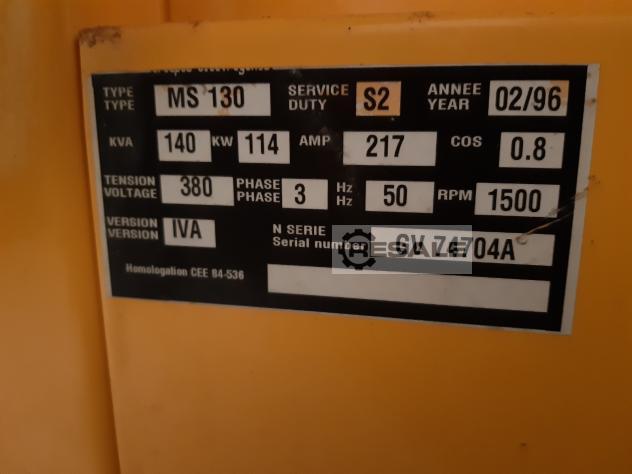 TYPE
TYPE
MS 130
SERVICE
DUTY
S2
ANNEE
YEAR
02/96
KVA 140 KW 114 AMP 217 COS 0.8
TENSION
VOLTAGE
380
PHASE
PHASE
3
Hz
Hz
50
RPM 1500
VERSION
VERSION
IVA
N SERIE
Serial number
Z4704A
RESALE
Homologation CEE 84-536